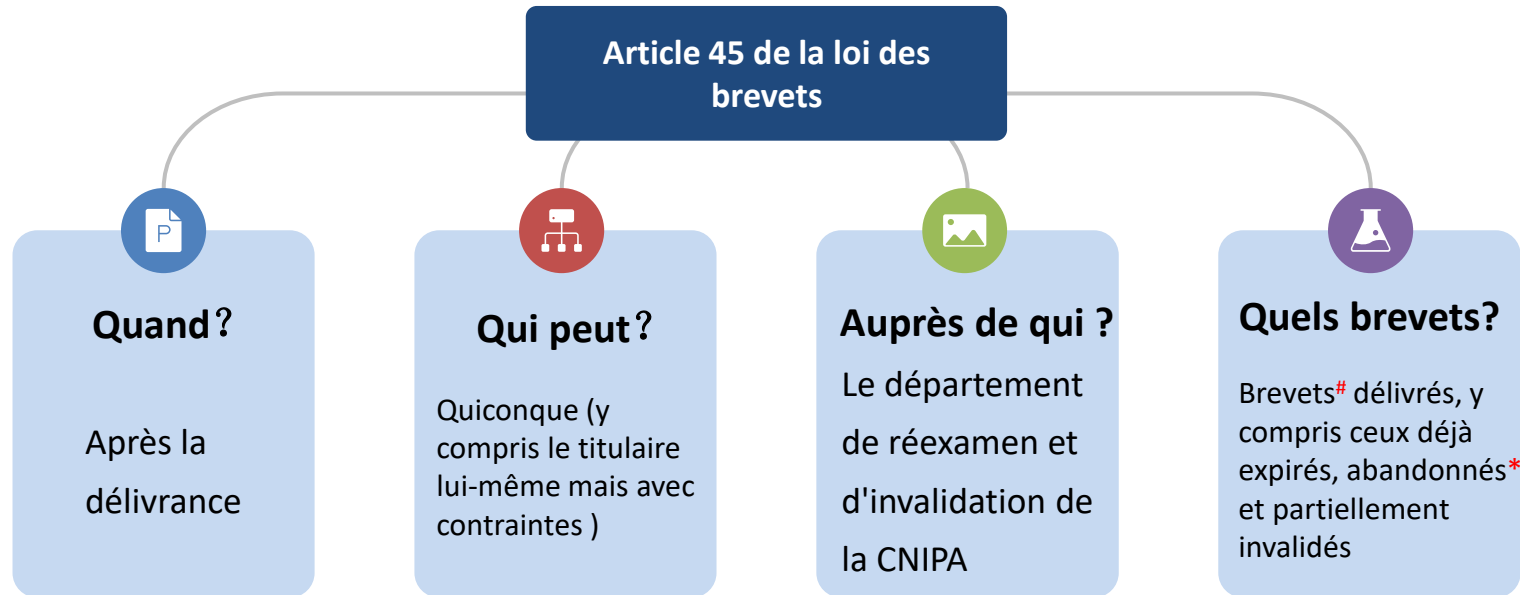 Article 45 de la loi des
brevets
P
Quand？
Après la
délivrance
Qui peut？
Quiconque (y
compris le titulaire
lui-même mais avec
contraintes )
Auprès de qui ?
Le département
de réexamen et
d'invalidation de
la CNIPA
Quels brevets?
Brevets# délivrés, y
compris ceux déjà
expirés, abandonnés*
et partiellement
invalidés